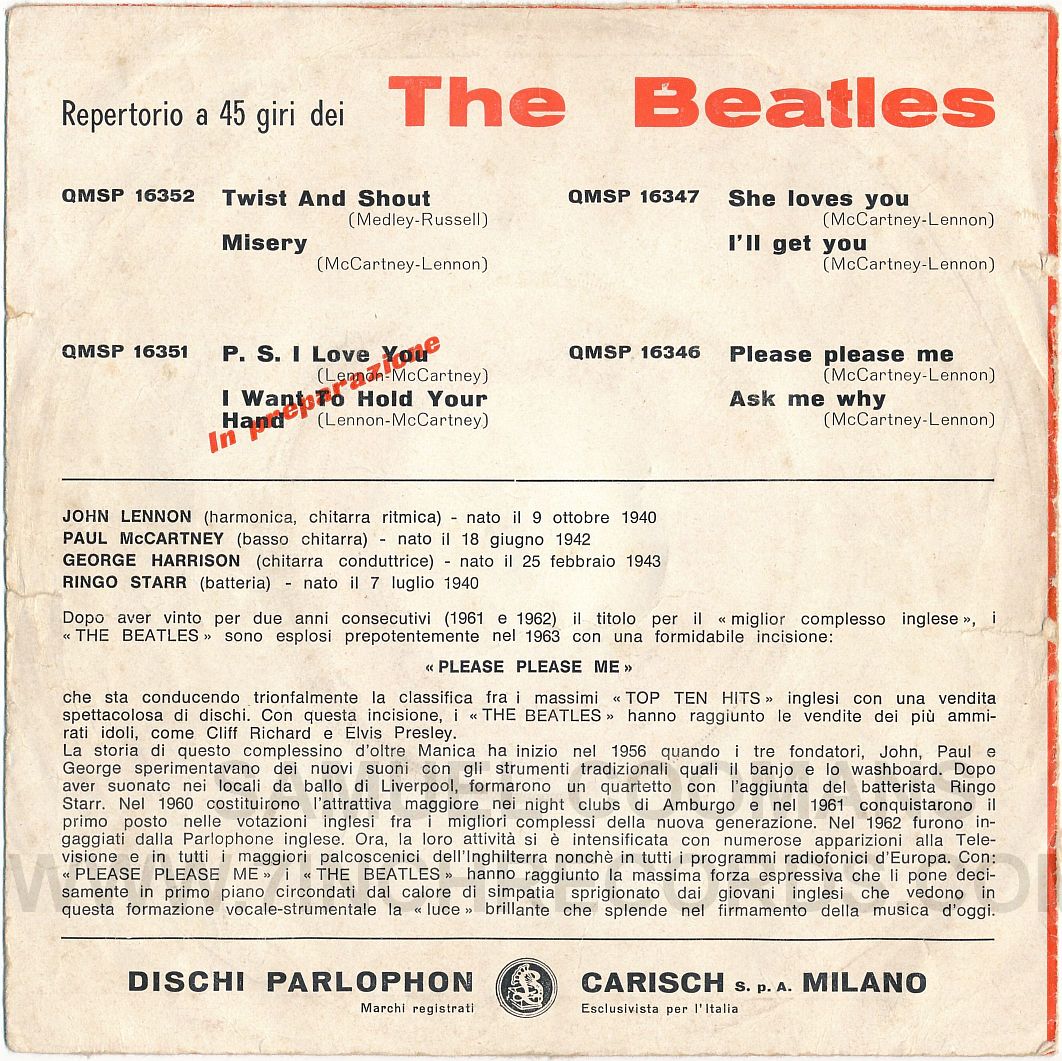 Repertorio a 45 giri dei The Beatles
QMSP 16352 Twist And Shout
(Medley-Russell)
Misery
(McCartney-Lennon)
QMSP 16347 She loves you
(McCartney-Lennon)
I'll get you
(McCartney-Lennon)
QMSP 16351 P. S. I Love You
(Lennon-McCartney)
I Want To Hold Your
Hand (Lennon-McCartney)
In preparazione
QMSP 16346 Please please me
(McCartney-Lennon)
Ask me why
(McCartney-Lennon)
JOHN LENNON (harmonica, chitarra ritmica) - nato il 9 ottobre 1940
PAUL McCARTNEY (basso chitarra) - nato il 18 giugno 1942
GEORGE HARRISON (chitarra conduttrice) - nato il 25 febbraio 1943
RINGO STARR (batteria) - nato il 7 luglio 1940
Dopo aver vinto per due anni consecutivi (1961 e 1962) il titolo per il « miglior complesso inglese », i
« THE BEATLES » sono esplosi prepotentemente nel 1963 con una formidabile incisione:
« PLEASE PLEASE ME »
che sta conducendo trionfalmente la classifica fra i massimi « TOP TEN HITS » inglesi con una vendita
spettacolosa di dischi. Con questa incisione, i « THE BEATLES » hanno raggiunto le vendite dei più ammi-
rati idoli, come Cliff Richard e Elvis Presley.
La storia di questo complessino d'oltre Manica ha inizio nel 1956 quando i tre fondatori, John, Paul e
George sperimentavano dei nuovi suoni con gli strumenti tradizionali quali il banjo e lo washboard. Dopo
aver suonato nei locali da ballo di Liverpool, formarono un quartetto con l'aggiunta del batterista Ringo
Starr. Nel 1960 costituirono l'attrattiva maggiore nei night clubs di Amburgo e nel 1961 conquistarono il
primo posto nelle votazioni inglesi fra i migliori complessi della nuova generazione. Nel 1962 furono in-
gaggiati dalla Parlophone inglese. Ora, la loro attività si è intensificata con numerose apparizioni alla Tele-
visione e in tutti i maggiori palcoscenici dell'Inghilterra nonchè in tutti i programmi radiofonici d'Europa. Con:
« PLEASE PLEASE ME » i « THE BEATLES » hanno raggiunto la massima forza espressiva che li pone deci-
samente in primo piano circondati dal calore di simpatia sprigionato dai giovani inglesi che vedono in
questa formazione vocale-strumentale la « luce » brillante che splende nel firmamento della musica d'oggi.
DISCHI PARLOPHON CARISCH S. p. A. MILANO
Marchi registrati Esclusivista per l'Italia